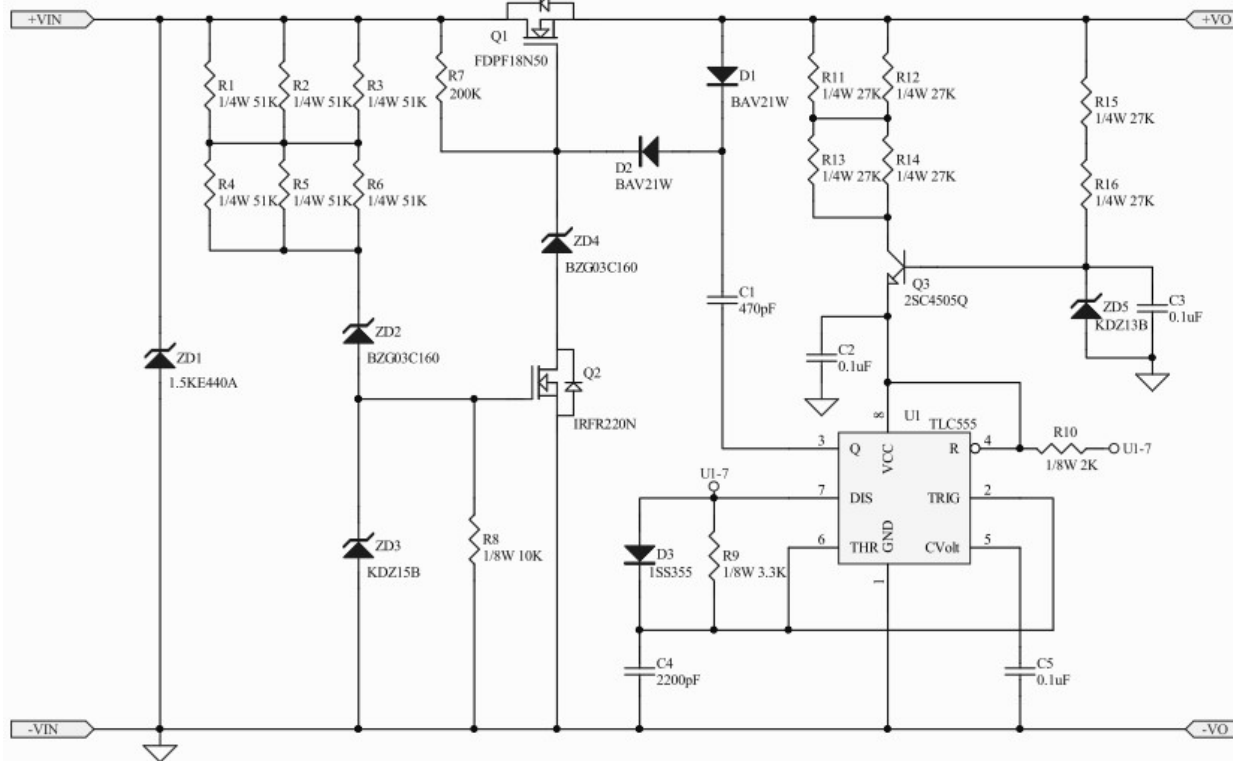 +VIN
+VO
Q1
FDPF18N50
R1
1/4W 51K
R2
1/4W 51K
R3
1/4W 51K
R7
200K
D1
BAV21W
R11
1/4W 27K
R12
1/4W 27K
R15
1/4W 27K
R4
1/4W 51K
R5
1/4W 51K
R6
1/4W 51K
D2
BAV21W
R13
1/4W 27K
R14
1/4W 27K
R16
1/4W 27K
ZD4
BZG03C160
C1
470pF
Q3
2SC4505Q
ZD5
KDZ13B
C3
0.1uF
ZD1
1.5KE440A
ZD2
BZG03C160
Q2
IRFR220N
C2
0.1uF
U1
TLC555
8
VCC
3
Q
R
4
R10
1/8W 2K
U1-7
U1-7
7
DIS
TRIG
2
6
THR
GND
CVolt
5
1
ZD3
KDZ15B
R8
1/8W 10K
D3
1SS355
R9
1/8W 3.3K
C4
2200pF
C5
0.1uF
-VIN
-VO